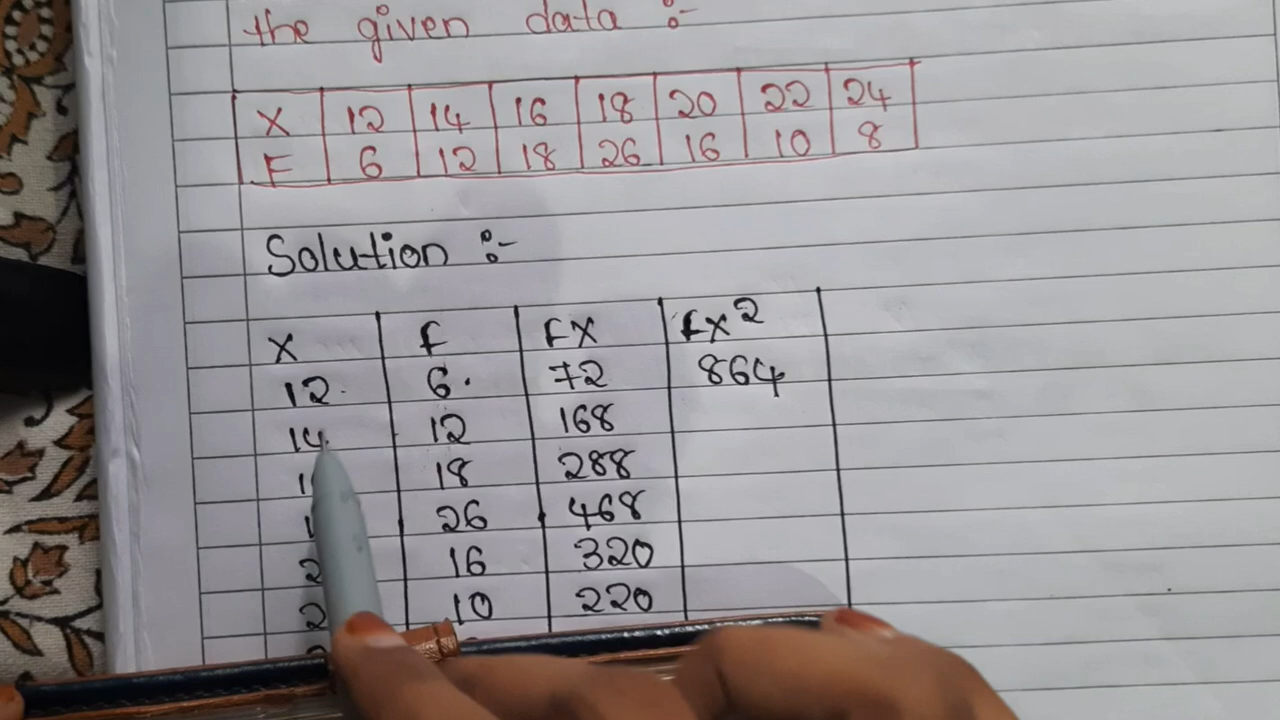 the given data :-
X 12 14 16 18 20 22 24
F 6 12 18 26 16 10 8
Solution :-
X F FX FX²
12 6 72 864
14 12 168
18 288
26 468
16 320
10 220